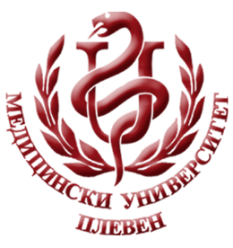 МЕДИЦИНСКИ УНИВЕРСИТЕТ
ПЛЕВЕН